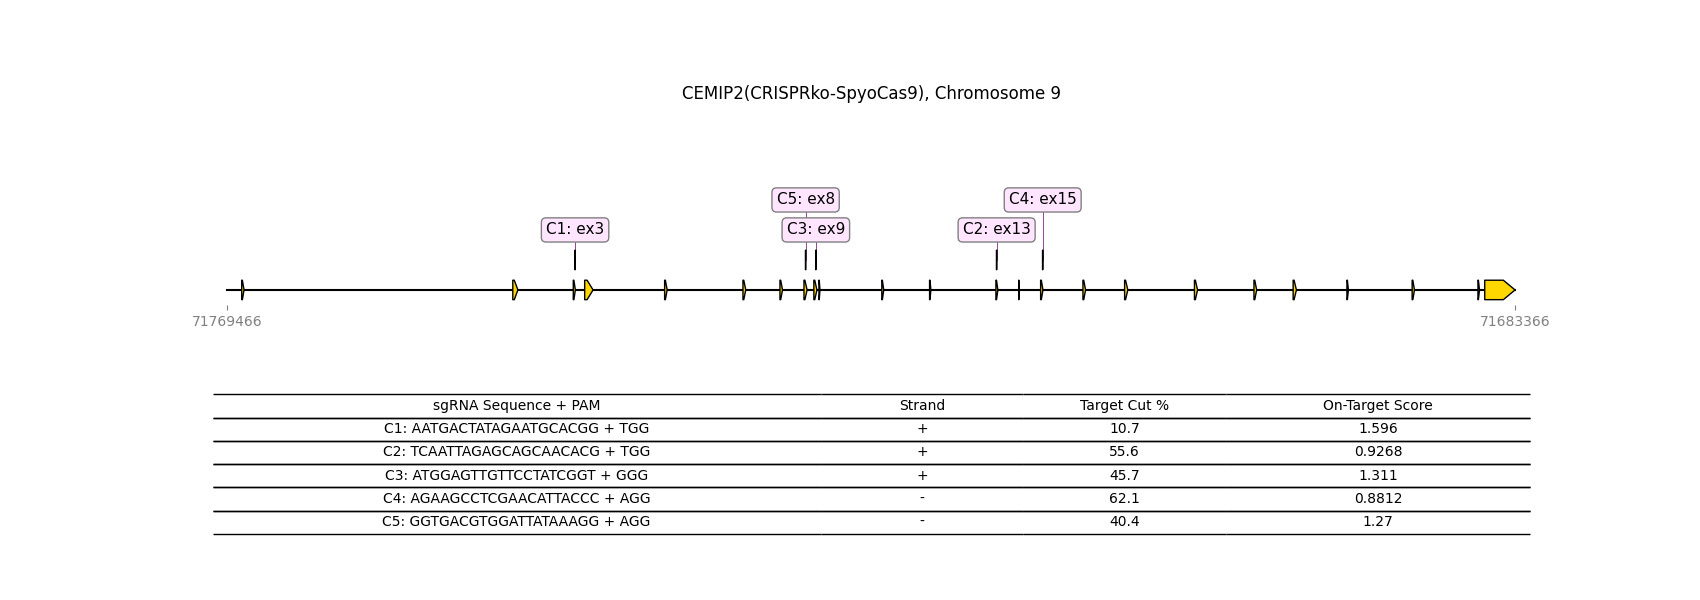 CEMIP2(CRISPRko-SpyoCas9), Chromosome 9
C5: ex8
C4: ex15
C1: ex3
C3: ex9
C2: ex13
71769466
71683366
sgRNA Sequence + PAM Strand Target Cut % On-Target Score
C1: AATGACTATAGAATGCACGG + TGG + 10.7 1.596
C2: TCAATTAGAGCAGCAACACG + TGG + 55.6 0.9268
C3: ATGGAGTTGTTCCTATCGGT + GGG + 45.7 1.311
C4: AGAAGCCTCGAACATTACCC + AGG - 62.1 0.8812
C5: GGTGACGTGGATTATAAAGG + AGG - 40.4 1.27